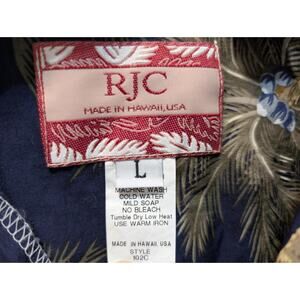 RJC
MADE IN HAWAII, USA
L
MACHINE WASH
COLD WATER
MILD SOAP
NO BLEACH
Tumble Dry Low Heat
USE WARM IRON
MADE IN HAWAII, USA
STYLE
102C